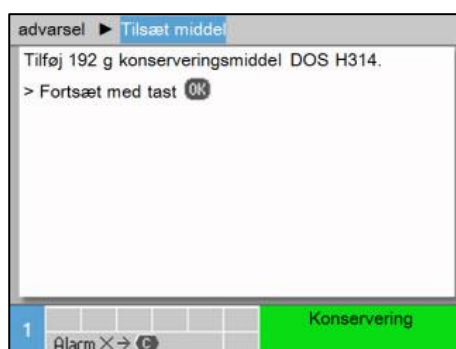 advarsel ► Tilsæt middel
Tilføj 192 g konserveringsmiddel DOS H314.
> Fortsæt med tast OK
Konservering
1
Alarm X→ C